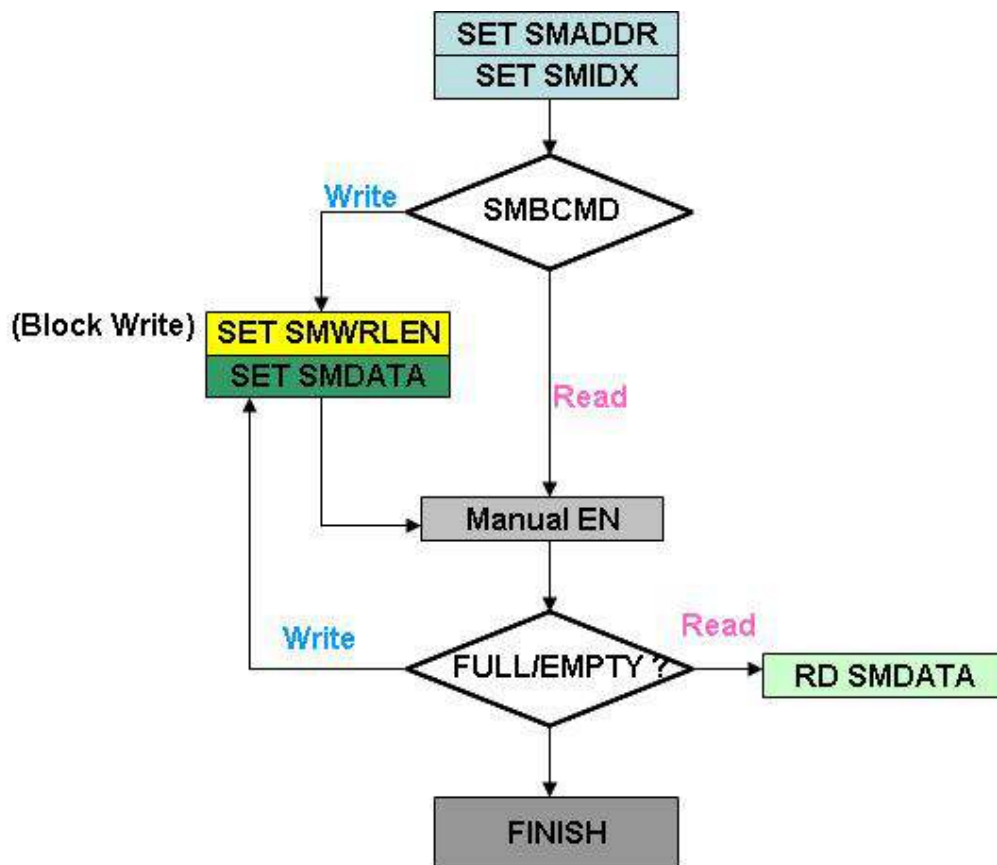 SET SMADDR
SET SMIDX
Write
SMBCMD
(Block Write)
SET SMWRLEN
SET SMDATA
Read
Manual EN
Write
Read
FULL/EMPTY ?
RD SMDATA
FINISH